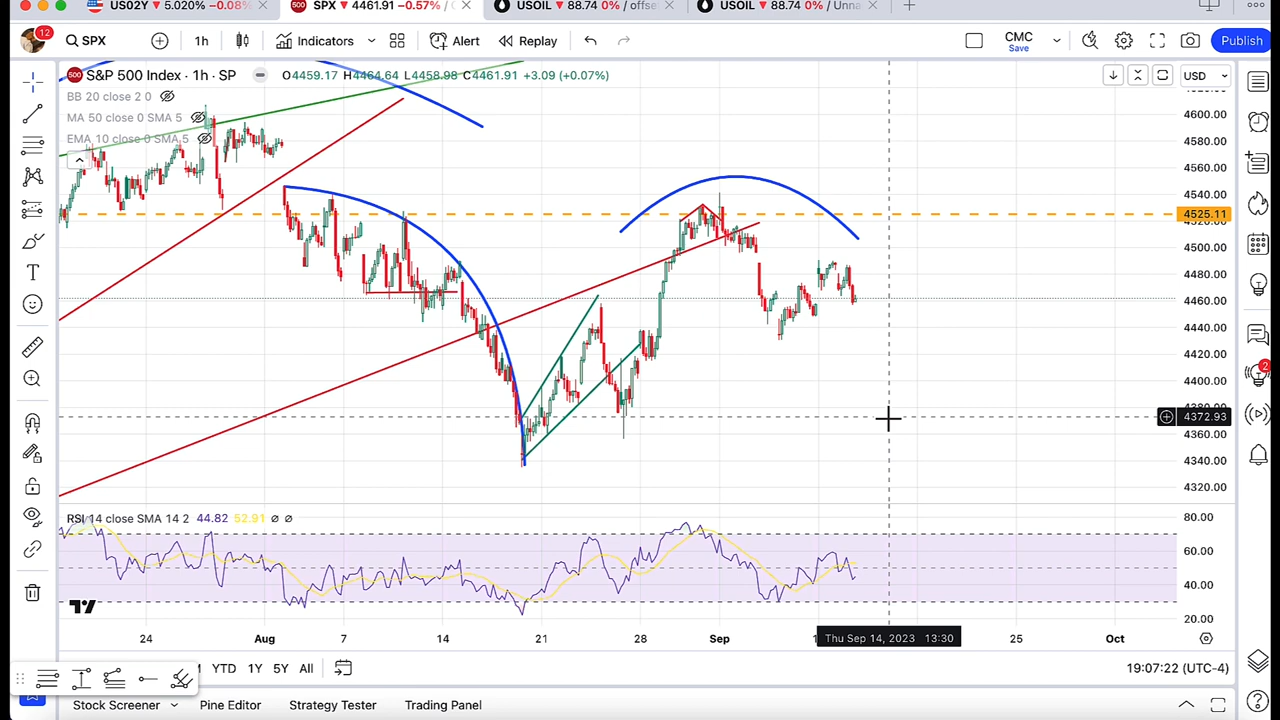 US02Y ▼ 5.020% −0.08%
SPX ▼ 4461.91 −0.57% /
USOIL ▼ 88.74 0% / offse
USOIL ▼ 88.74 0% / Unna
12
SPX
1h
Indicators
Alert
Replay
CMC
Save
Publish
S&P 500 Index · 1h · SP
O4459.17 H4464.64 L4458.98 C4461.91 +3.09 (+0.07%)
USD
BB 20 close 2 0
MA 50 close 0 SMA 5
EMA 10 close 0 SMA 5
4600.00
4580.00
4560.00
4540.00
4525.11
4520.00
4500.00
4480.00
4460.00
4440.00
4420.00
4400.00
4380.00
4372.93
4360.00
4340.00
4320.00
2
RSI 14 close SMA 14 2 44.82 52.91 ∅ ∅
80.00
60.00
40.00
20.00
24 Aug 7 14 21 28 Sep 25 Oct
Thu Sep 14, 2023 13:30
YTD 1Y 5Y All
19:07:22 (UTC-4)
Stock Screener Pine Editor Strategy Tester Trading Panel